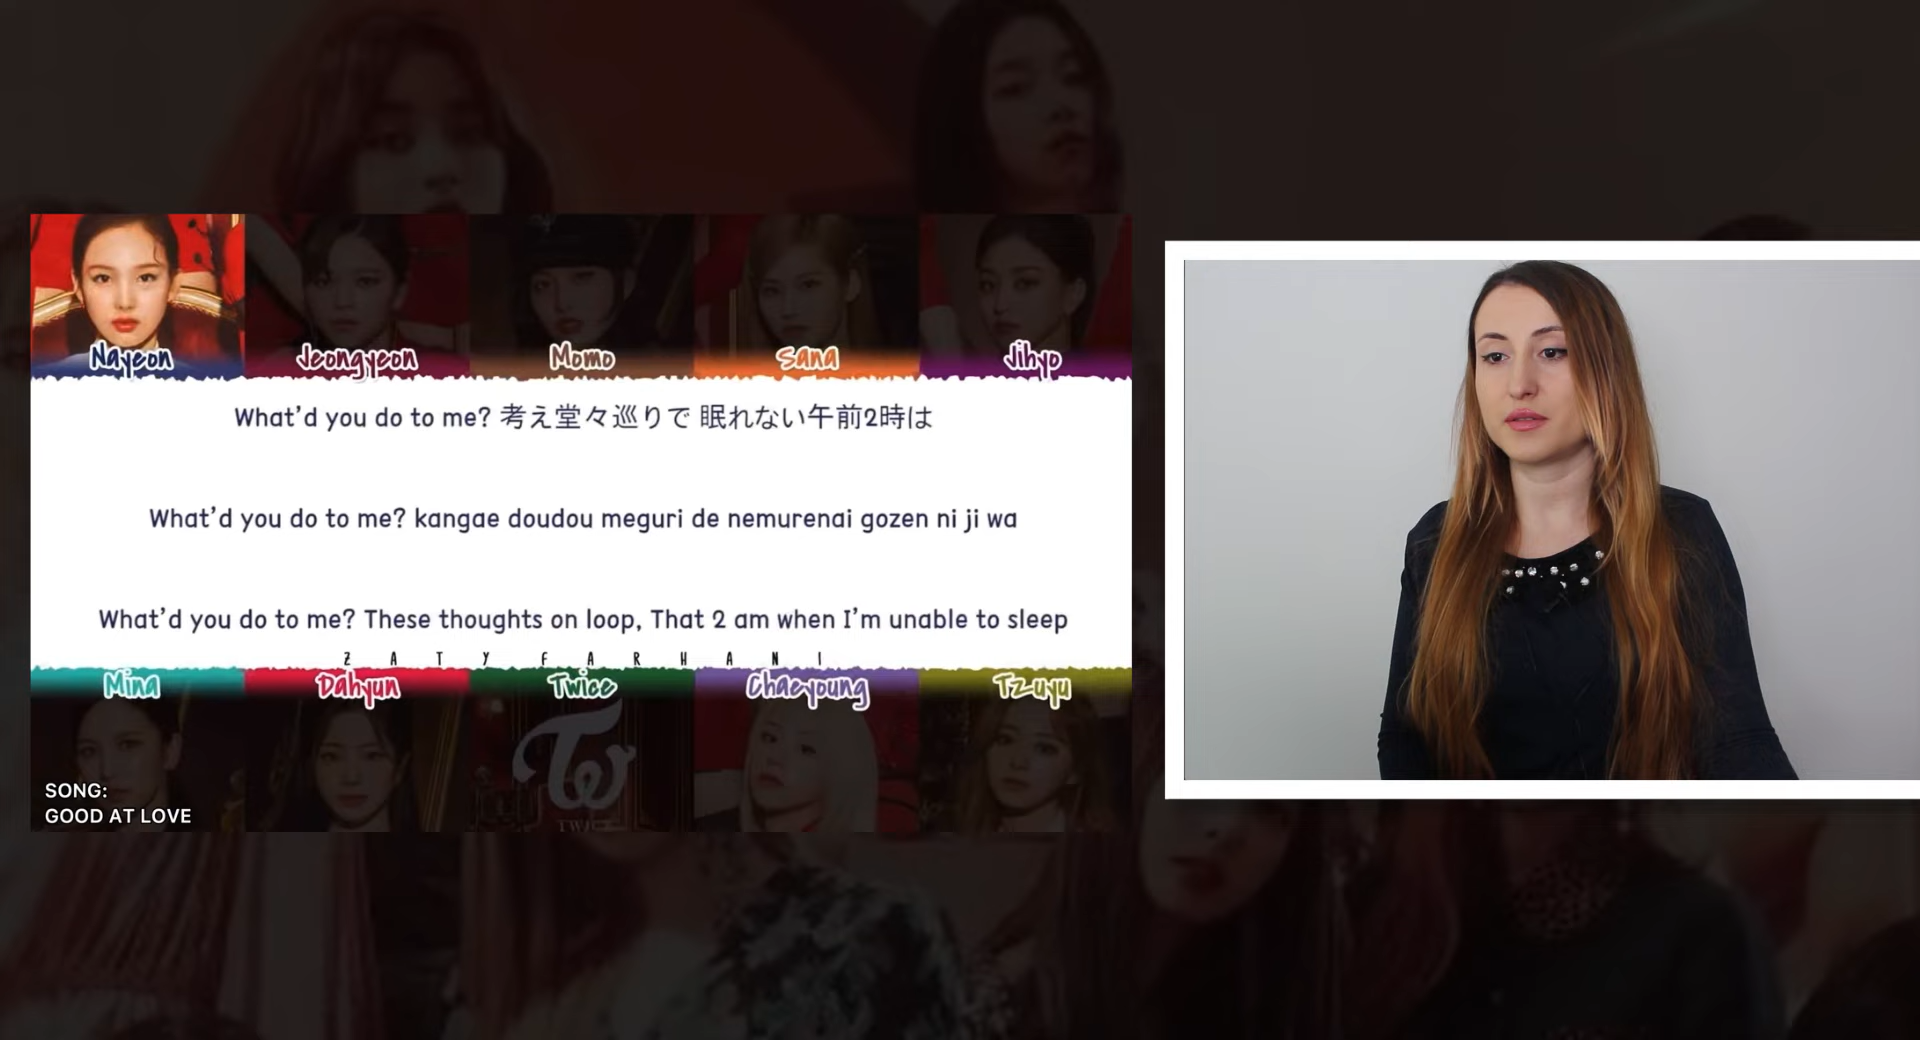 Nayeon
Jeongyeon
Momo
Sana
Jihyo
What'd you do to me? 考え堂々巡りで 眠れない午前2時は
What'd you do to me? kangae doudou meguri de nemurenai gozen ni ji wa
What'd you do to me? These thoughts on loop, That 2 am when I'm unable to sleep
ZATY FARHANI
Mina
Dahyun
Twice
Chaeyoung
Tzuyu
TWICE
SONG:
GOOD AT LOVE